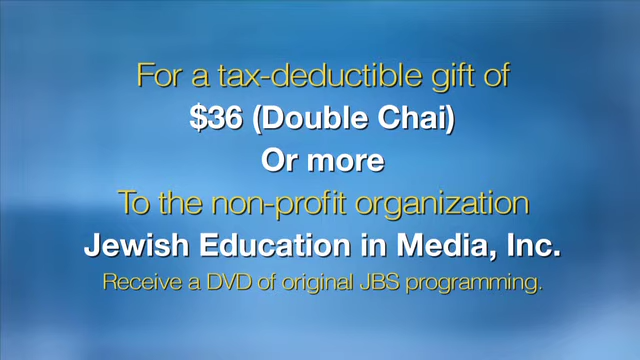 For a tax-deductible gift of
$36 (Double Chai)
Or more
To the non-profit organization
Jewish Education in Media, Inc.
Receive a DVD of original JBS programming.